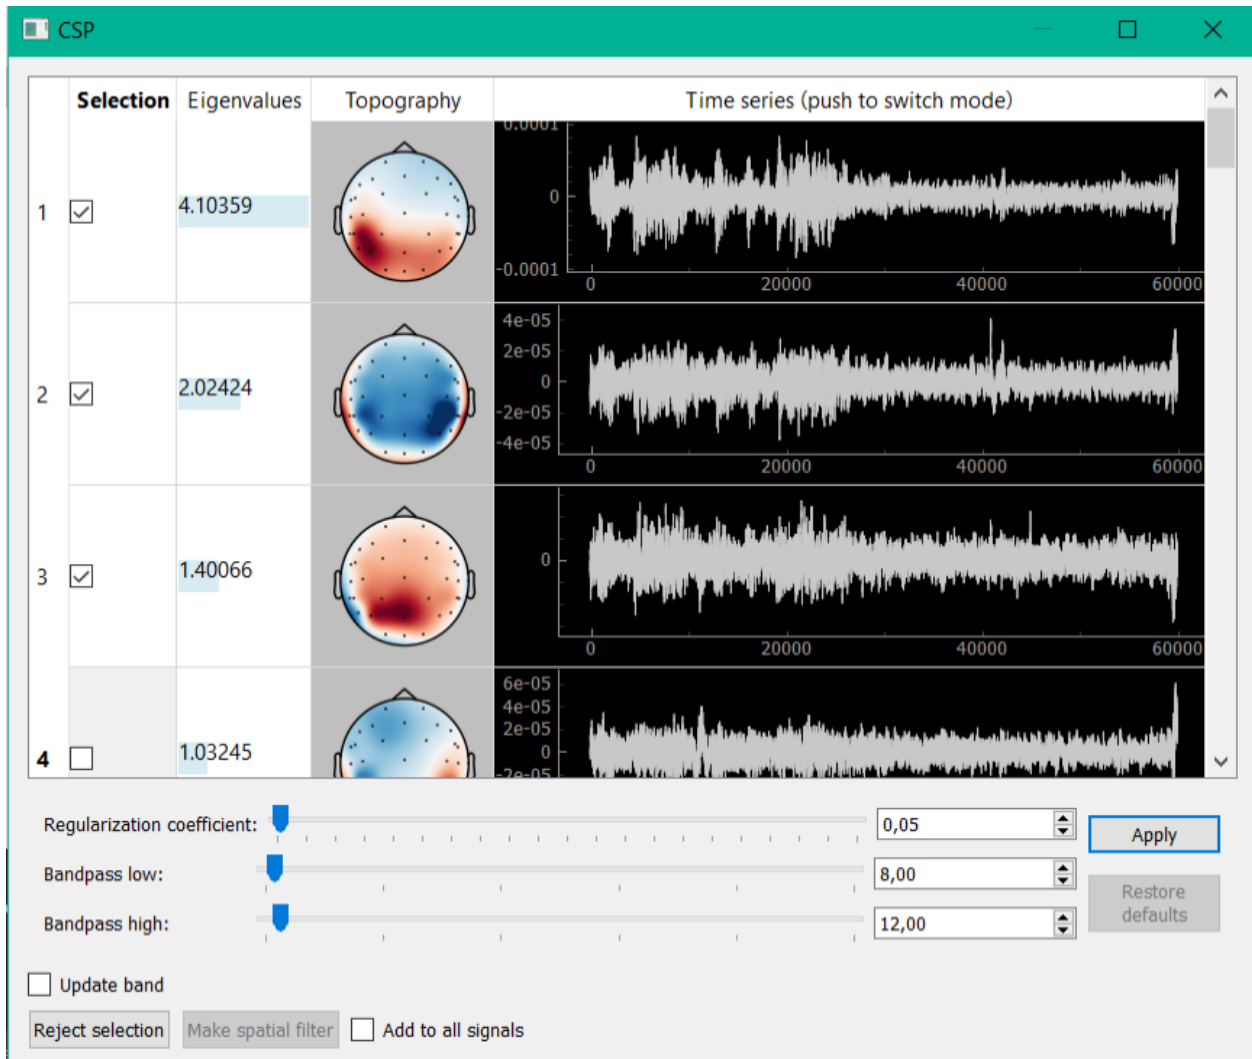 CSP
Selection Eigenvalues Topography Time series (push to switch mode)
0.0001
1 4.10359 0
-0.0001
0 20000 40000 60000
4e-05
2e-05
2 2.02424 0
-2e-05
-4e-05
0 20000 40000 60000
3 1.40066 0
0 20000 40000 60000
6e-05
4e-05
2e-05
4 1.03245 0
-2e-05
Regularization coefficient: 0,05 Apply
Bandpass low: 8,00 Restore defaults
Bandpass high: 12,00
Update band
Reject selection Make spatial filter Add to all signals